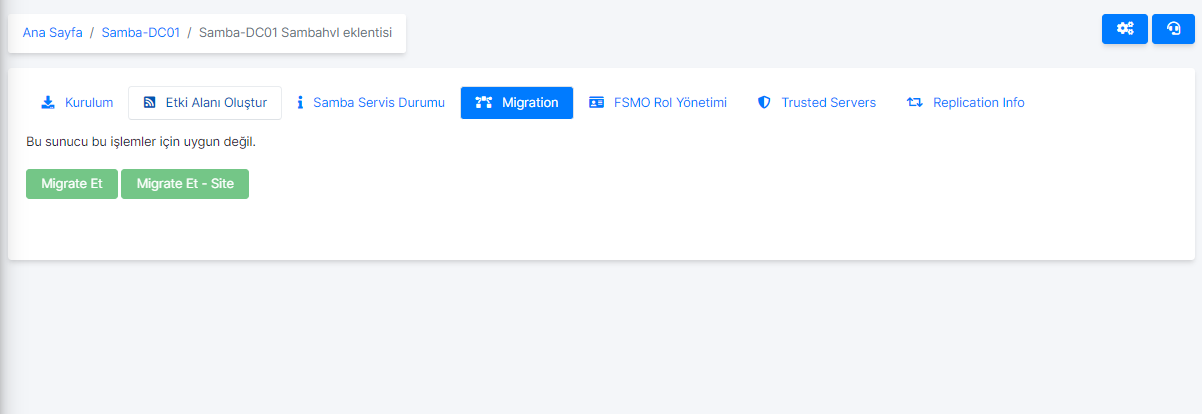 Ana Sayfa / Samba-DC01 / Samba-DC01 Sambahvl eklentisi
Kurulum Etki Alanı Oluştur Samba Servis Durumu Migration FSMO Rol Yönetimi Trusted Servers Replication Info
Bu sunucu bu işlemler için uygun değil.
Migrate Et Migrate Et - Site